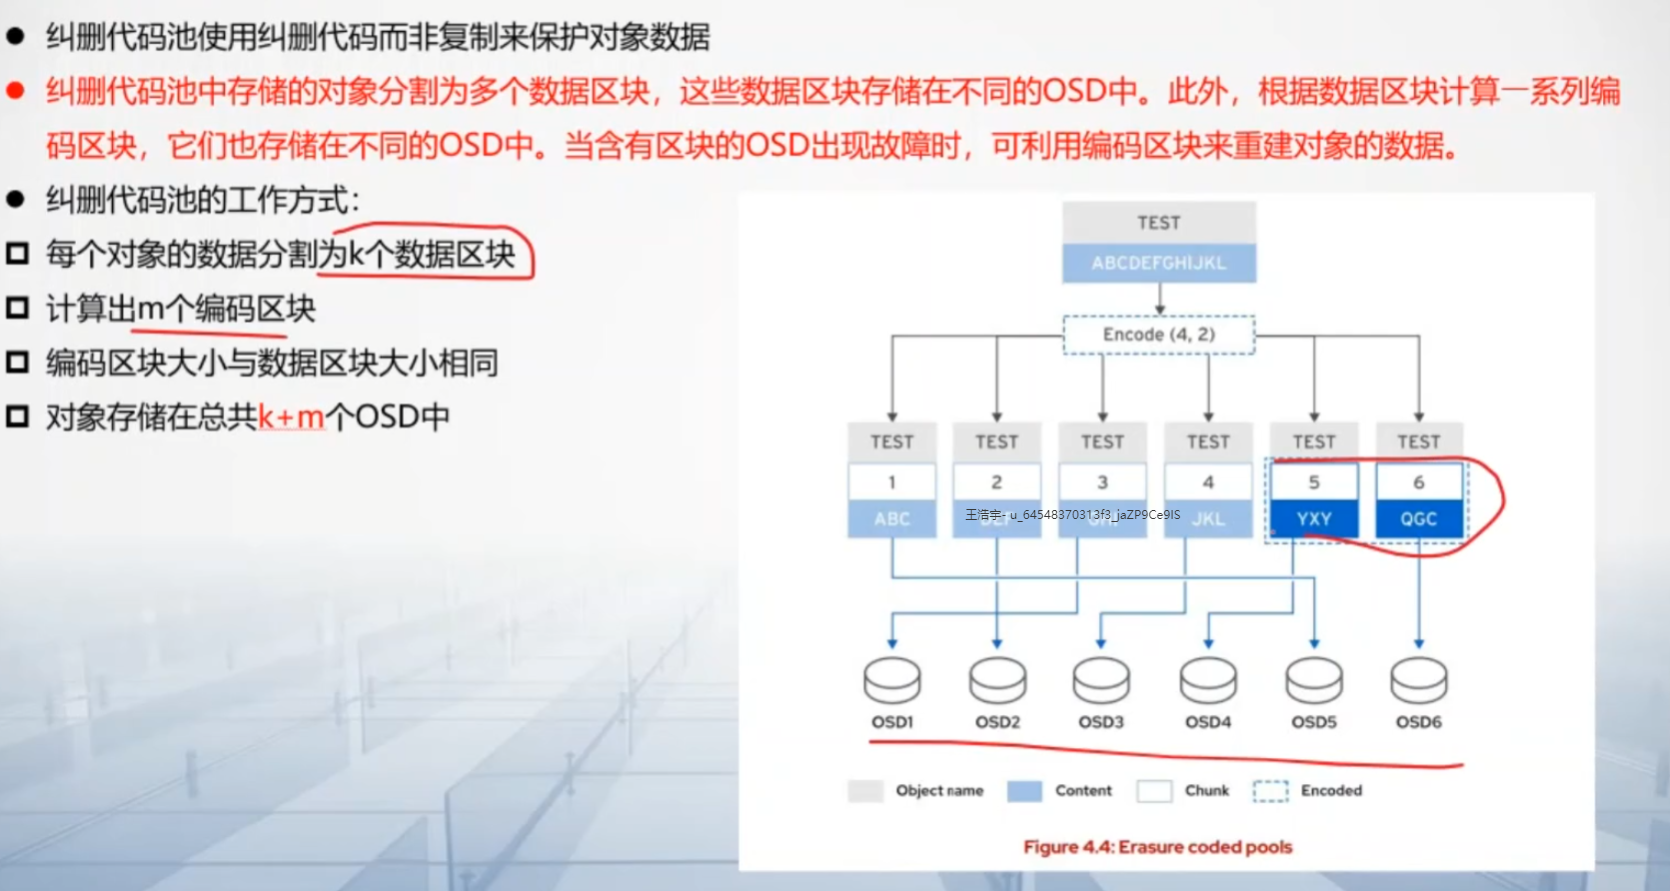 纠删代码池使用纠删代码而非复制来保护对象数据
纠删代码池中存储的对象分割为多个数据区块，这些数据区块存储在不同的OSD中。此外，根据数据区块计算一系列编
码区块，它们也存储在不同的OSD中。当含有区块的OSD出现故障时，可利用编码区块来重建对象的数据。
纠删代码池的工作方式：
每个对象的数据分割为k个数据区块
计算出m个编码区块
编码区块大小与数据区块大小相同
对象存储在总共k+m个OSD中
TEST
ABCDEFGHIJKL
Encode (4, 2)
TEST TEST TEST TEST TEST TEST
1 2 3 4 5 6
ABC JKL YXY QGC
王浩宇-u_64548370313f3_jaZP9Ce9IS
OSD1 OSD2 OSD3 OSD4 OSD5 OSD6
Object name Content Chunk Encoded
Figure 4.4: Erasure coded pools